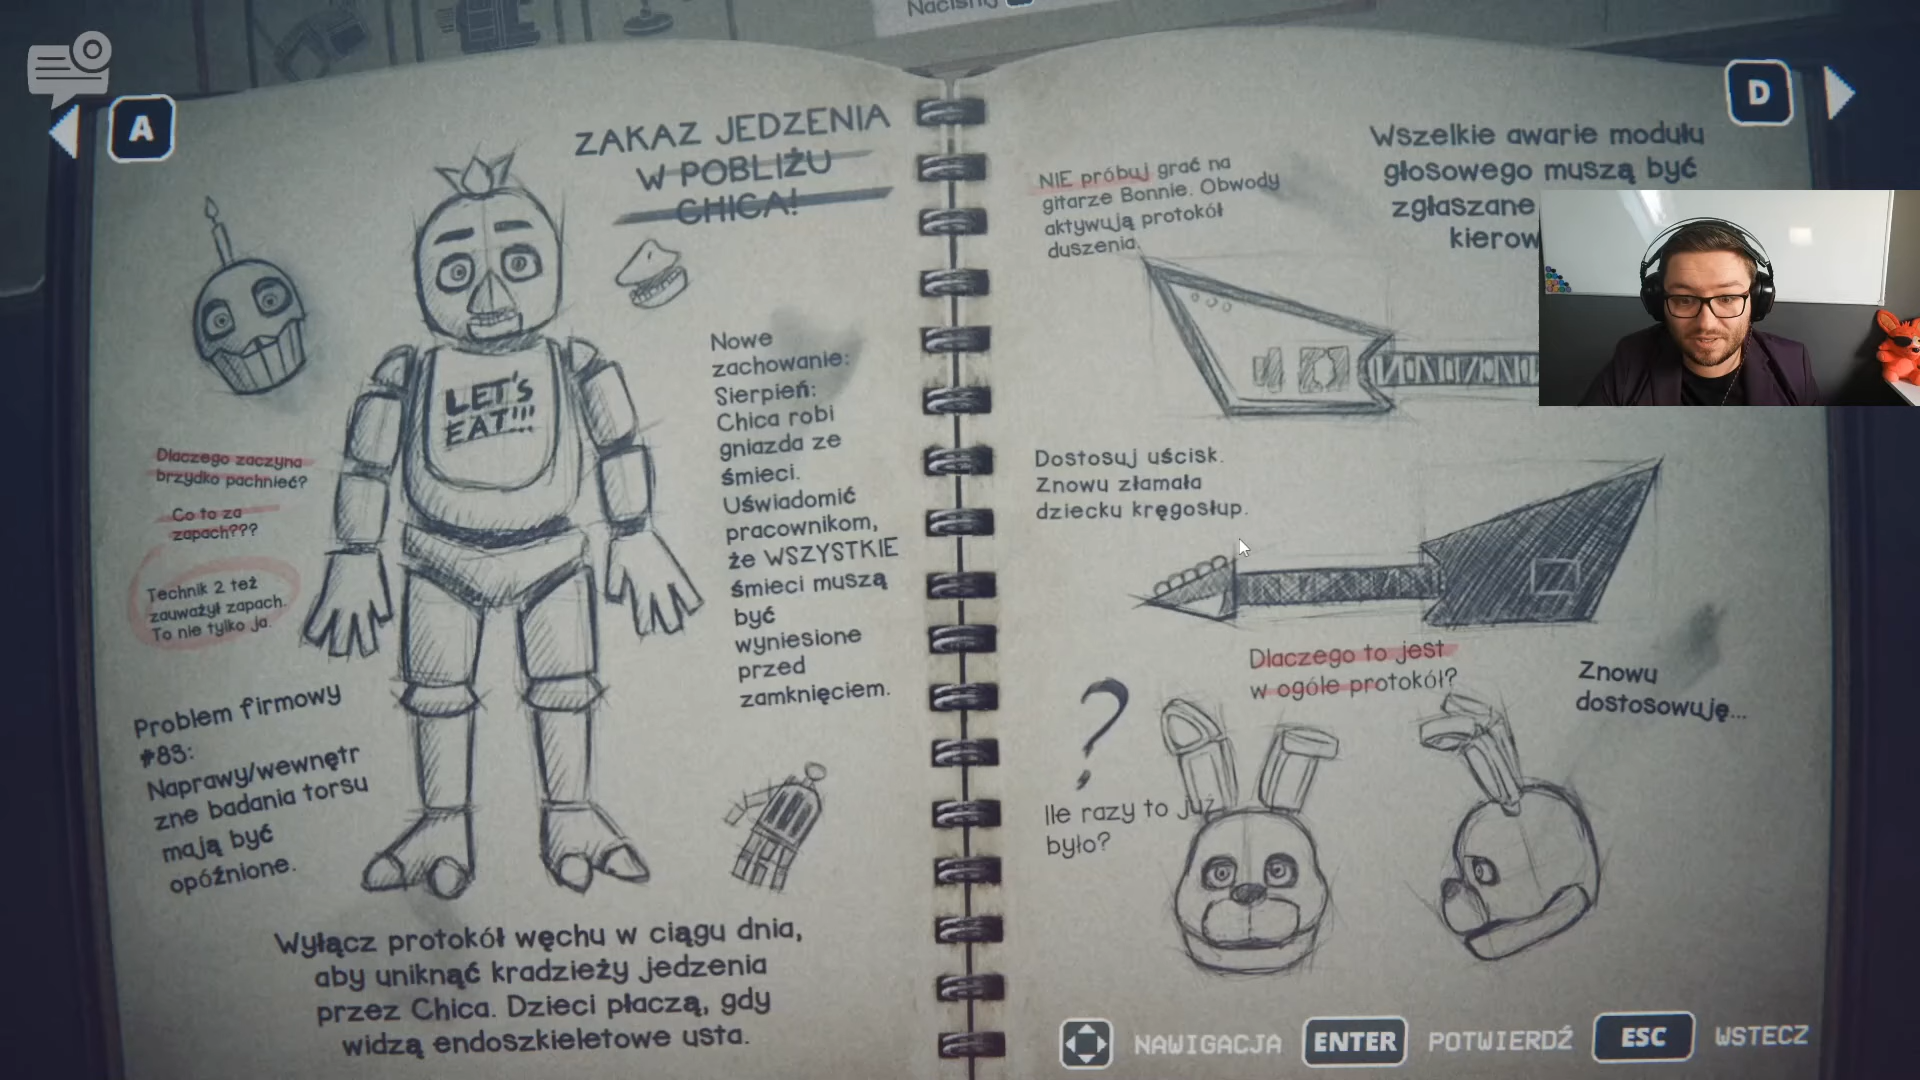 Naciśnij
A
D
ZAKAZ JEDZENIA
W POBLIŻU
CHICA!
LET'S
EAT!!!
Nowe
zachowanie:
Sierpień:
Chica robi
gniazda ze
śmieci.
Uświadomić
pracownikom,
że WSZYSTKIE
śmieci muszą
być
wyniesione
przed
zamknięciem.
Dlaczego zaczyna
brzydko pachnieć?
Co to za
zapach???
Technik 2 też
zauważył zapach.
To nie tylko ja.
Problem firmowy
#83:
Naprawy/wewnętr
zne badania torsu
mają być
opóźnione.
Wyłącz protokół węchu w ciągu dnia,
aby uniknąć kradzieży jedzenia
przez Chica. Dzieci płaczą, gdy
widzą endoszkieletowe usta.
NIE próbuj grać na
gitarze Bonnie. Obwody
aktywują protokół
duszenia.
Wszelkie awarie modułu
głosowego muszą być
zgłaszane
kierow
Dostosuj uścisk.
Znowu złamała
dziecku kręgosłup.
Dlaczego to jest
w ogóle protokół?
Znowu
dostosowuję...
?
Ile razy to już
było?
NAWIGACJA
ENTER POTWIERDŹ
ESC WSTECZ